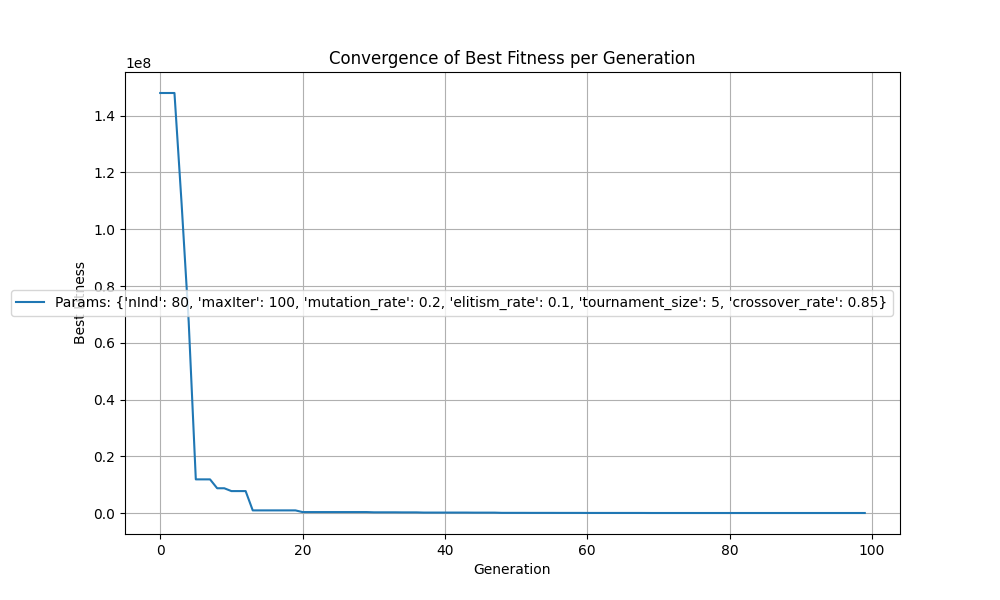 Convergence of Best Fitness per Generation
1e8
1.4
1.2
1.0
0.8
Params: {'nInd': 80, 'maxIter': 100, 'mutation_rate': 0.2, 'elitism_rate': 0.1, 'tournament_size': 5, 'crossover_rate': 0.85}
0.6
0.4
0.2
0.0
0 20 40 60 80 100
Generation
Best Fitness